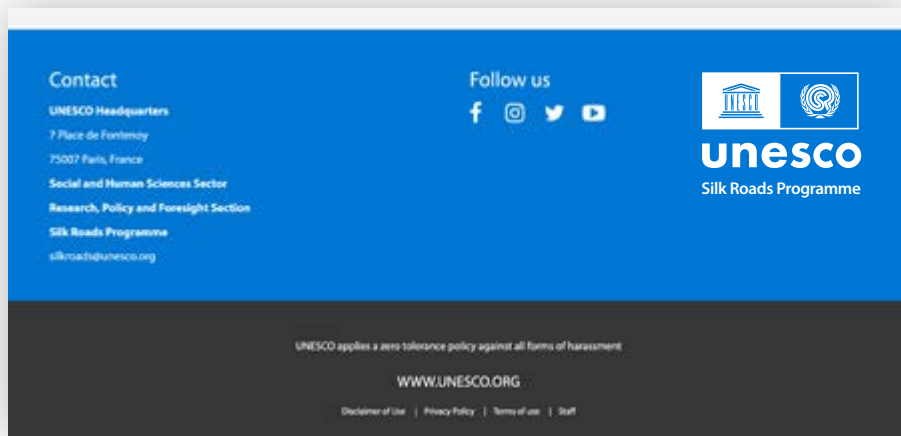 Contact
UNESCO Headquarters
7 Place de Fontenoy
75007 Paris, France
Social and Human Sciences Sector
Research, Policy and Foresight Section
Silk Roads Programme
silkroads@unesco.org
Follow us
UNESCO
unesco
Silk Roads Programme
UNESCO applies a zero tolerance policy against all forms of harassment
WWW.UNESCO.ORG
Disclaimer of Use | Privacy Policy | Terms of use | Staff